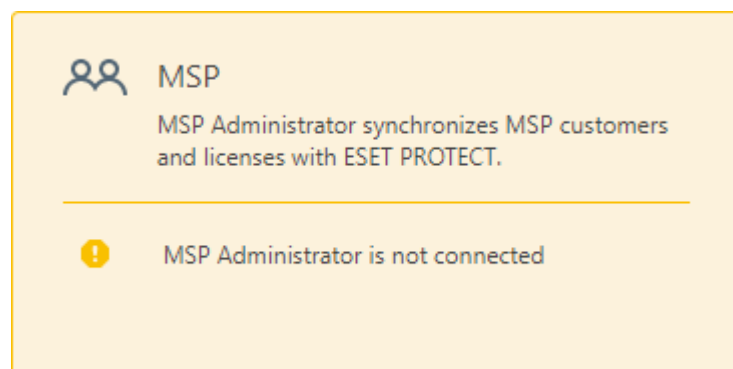 MSP
MSP Administrator synchronizes MSP customers
and licenses with ESET PROTECT.
MSP Administrator is not connected